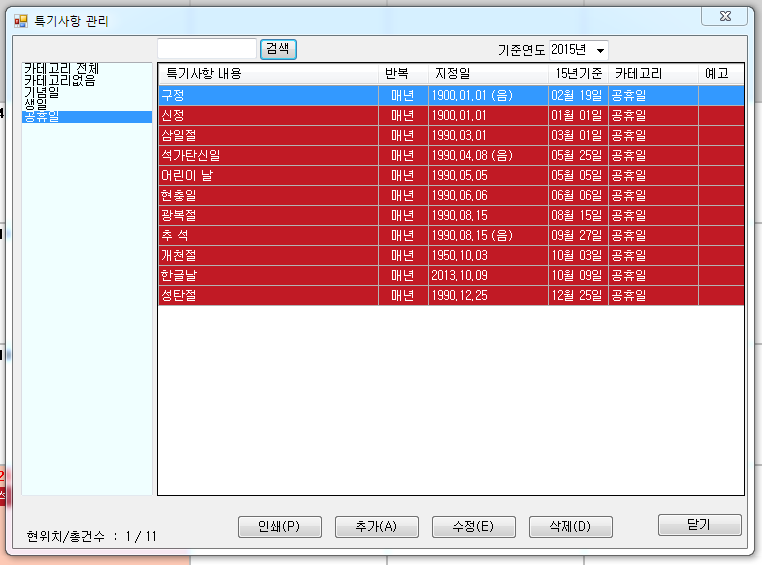 특기사항 관리
검색
기준연도 2015년
카테고리 전체
카테고리없음
기념일
생일
공휴일
특기사항 내용 반복 지정일 15년기준 카테고리 예고
구정 매년 1900.01.01 (음) 02월 19일 공휴일
신정 매년 1900.01.01 01월 01일 공휴일
삼일절 매년 1990.03.01 03월 01일 공휴일
석가탄신일 매년 1990.04.08 (음) 05월 25일 공휴일
어린이 날 매년 1990.05.05 05월 05일 공휴일
현충일 매년 1990.06.06 06월 06일 공휴일
광복절 매년 1990.08.15 08월 15일 공휴일
추 석 매년 1990.08.15 (음) 09월 27일 공휴일
개천절 매년 1950.10.03 10월 03일 공휴일
한글날 매년 2013.10.09 10월 09일 공휴일
성탄절 매년 1990.12.25 12월 25일 공휴일
현위치/총건수 : 1 / 11
인쇄(P) 추가(A) 수정(E) 삭제(D) 닫기